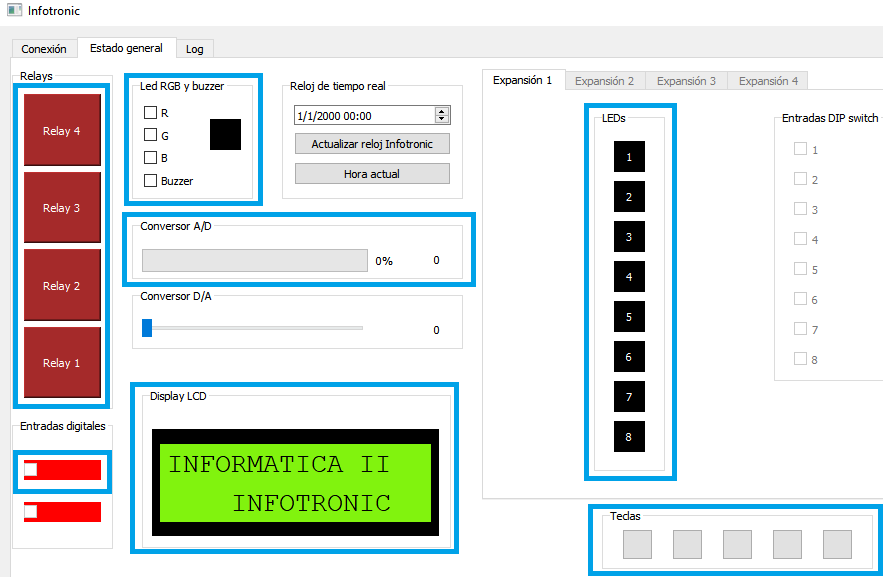 Infotronic
Conexión
Estado general
Log
Relays
Relay 4
Relay 3
Relay 2
Relay 1
Entradas digitales
Led RGB y buzzer
R
G
B
Buzzer
Reloj de tiempo real
1/1/2000 00:00
Actualizar reloj Infotronic
Hora actual
Conversor A/D
0% 0
Conversor D/A
0
Display LCD
INFORMATICA II
INFOTRONIC
Expansión 1
Expansión 2
Expansión 3
Expansión 4
LEDs
1
2
3
4
5
6
7
8
Entradas DIP switch
1
2
3
4
5
6
7
8
Teclas